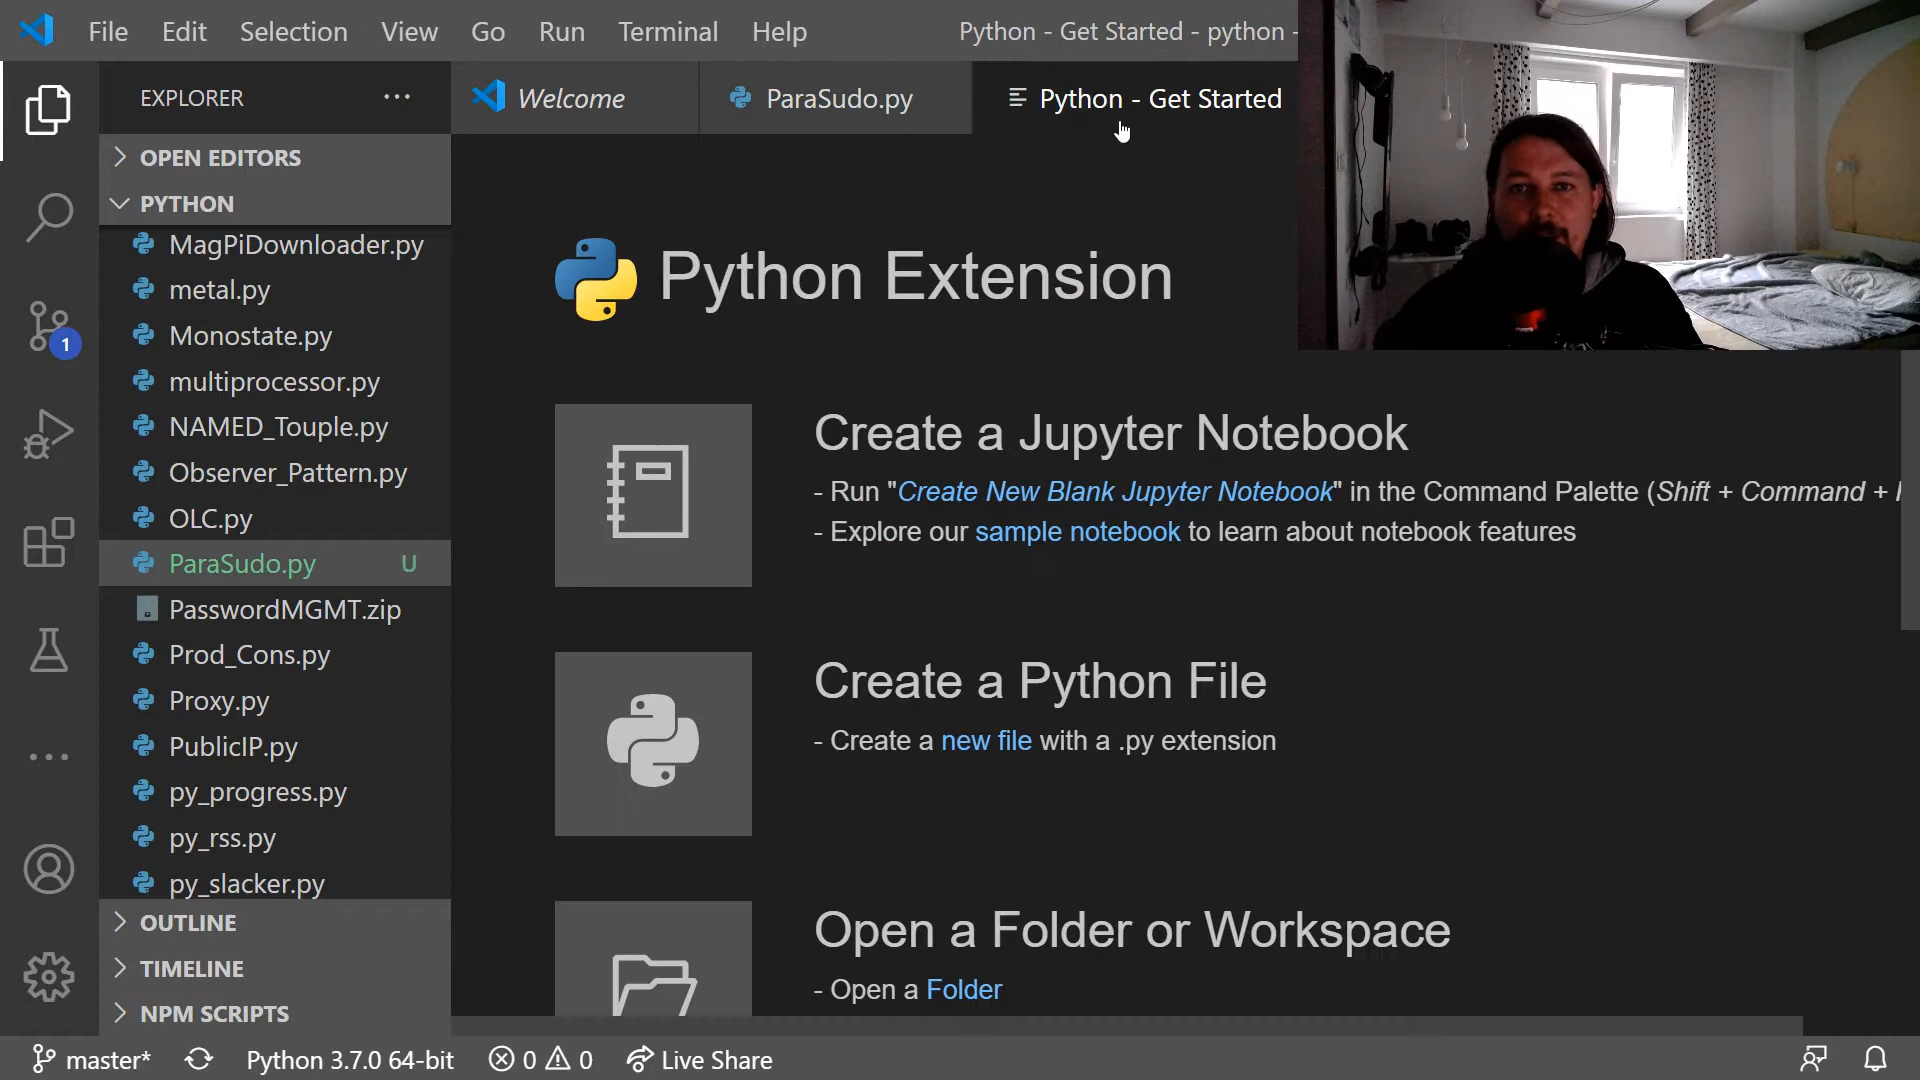 File Edit Selection View Go Run Terminal Help Python - Get Started - python -
EXPLORER
Welcome ParaSudo.py Python - Get Started
OPEN EDITORS
PYTHON
MagPiDownloader.py
metal.py
Monostate.py
multiprocessor.py
NAMED_Touple.py
Observer_Pattern.py
OLC.py
ParaSudo.py U
PasswordMGMT.zip
Prod_Cons.py
Proxy.py
PublicIP.py
py_progress.py
py_rss.py
py_slacker.py
OUTLINE
TIMELINE
NPM SCRIPTS
1
Python Extension
Create a Jupyter Notebook
- Run "Create New Blank Jupyter Notebook" in the Command Palette (Shift + Command +
- Explore our sample notebook to learn about notebook features
Create a Python File
- Create a new file with a .py extension
Open a Folder or Workspace
- Open a Folder
master* Python 3.7.0 64-bit 0 0 Live Share